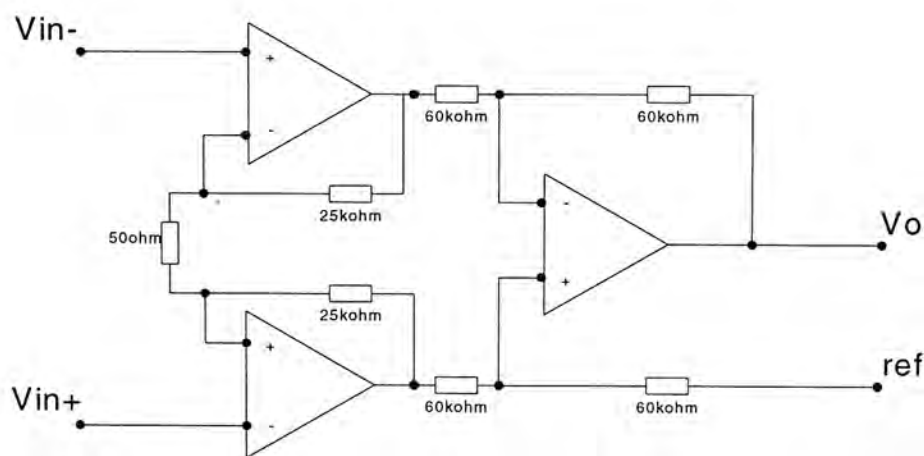 Vin-
+
-
60kohm
60kohm
25kohm
50ohm
-
+
Vo
25kohm
+
-
60kohm
60kohm
ref
Vin+